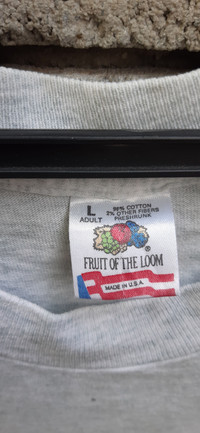 L
ADULT
98% COTTON
2% OTHER FIBERS
PRESHRUNK
®
FRUIT OF THE LOOM
MADE IN U.S.A.